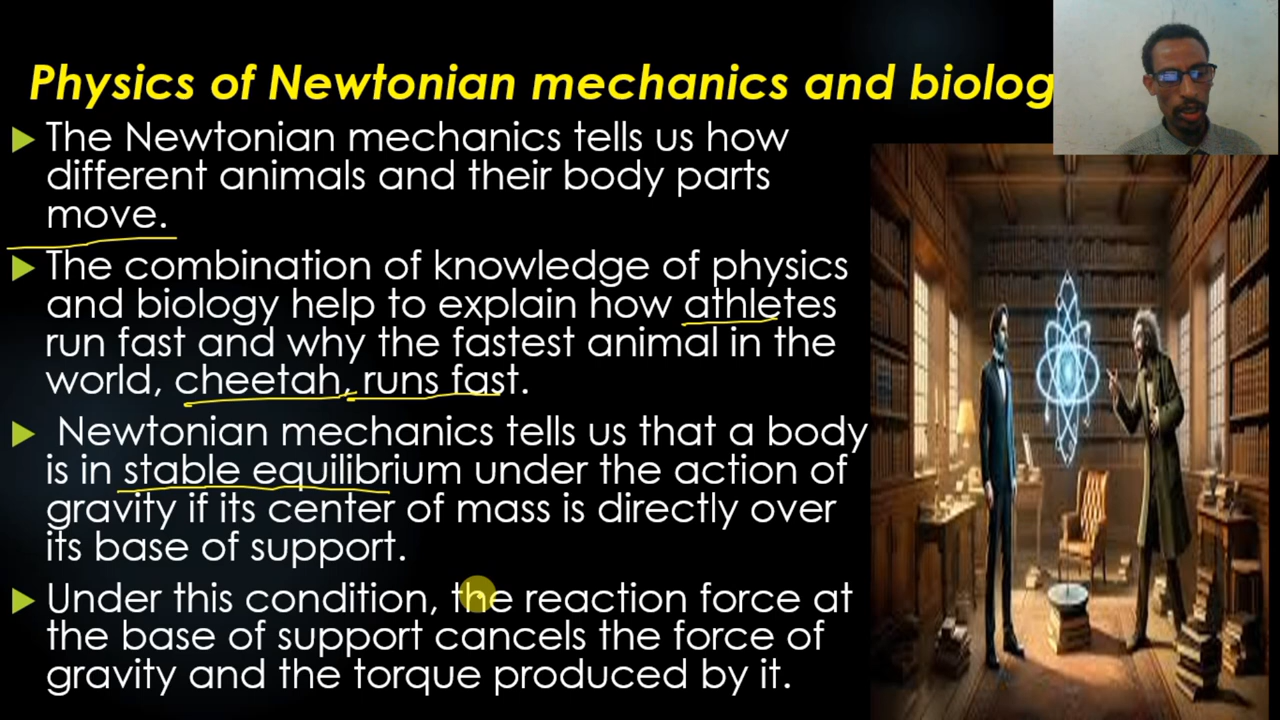 Physics of Newtonian mechanics and biolog
The Newtonian mechanics tells us how
different animals and their body parts
move.
The combination of knowledge of physics
and biology help to explain how athletes
run fast and why the fastest animal in the
world, cheetah, runs fast.
Newtonian mechanics tells us that a body
is in stable equilibrium under the action of
gravity if its center of mass is directly over
its base of support.
Under this condition, the reaction force at
the base of support cancels the force of
gravity and the torque produced by it.